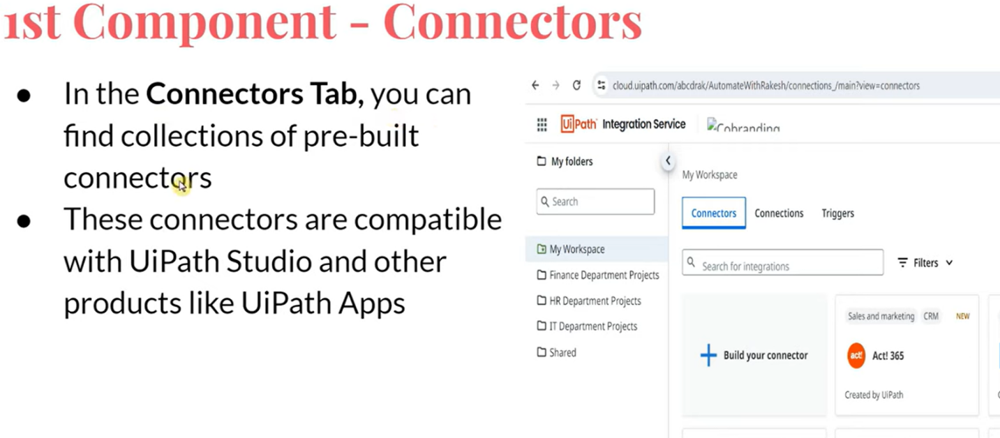 1st Component - Connectors
● In the Connectors Tab, you can
find collections of pre-built
connectors
● These connectors are compatible
with UiPath Studio and other
products like UiPath Apps
cloud.uipath.com/abcdrak/AutomateWithRakesh/connections_/main?view=connectors
UiPath Integration Service
Cobranding
My folders
Search
My Workspace
Finance Department Projects
HR Department Projects
IT Department Projects
Shared
My Workspace
Connectors Connections Triggers
Search for integrations
Filters
Build your connector
Sales and marketing CRM NEW
act! Act! 365
Created by UiPath